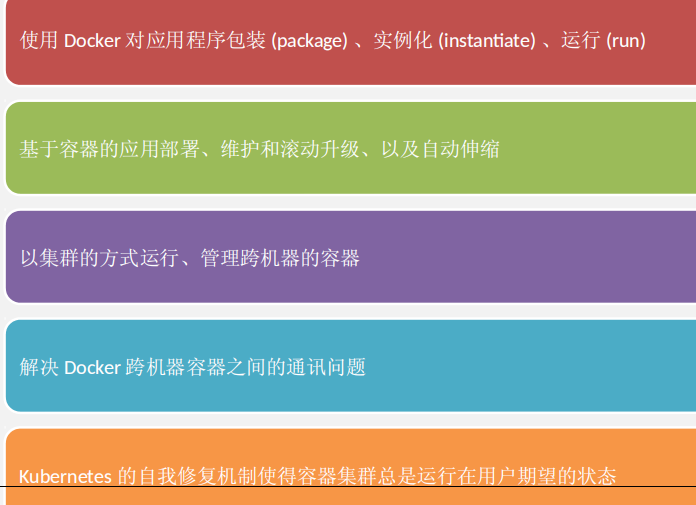 使用 Docker 对应用程序包装 (package) 、实例化 (instantiate) 、运行 (run)
基于容器的应用部署、维护和滚动升级、以及自动伸缩
以集群的方式运行、管理跨机器的容器
解决 Docker 跨机器容器之间的通讯问题
Kubernetes 的自我修复机制使得容器集群总是运行在用户期望的状态